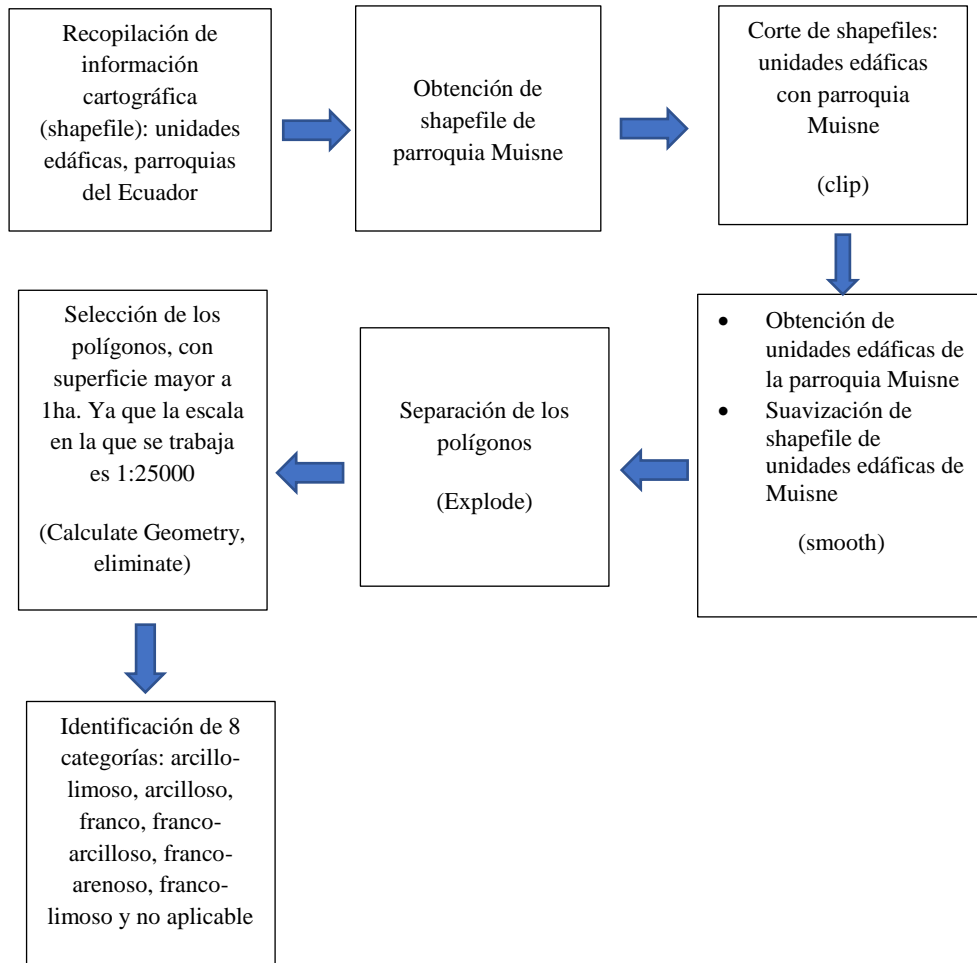 Recopilación de
información
cartográfica
(shapefile): unidades
edáficas, parroquias
del Ecuador
Obtención de
shapefile de
parroquia Muisne
Corte de shapefiles:
unidades edáficas
con parroquia
Muisne
(clip)
• Obtención de
unidades edáficas de
la parroquia Muisne
• Suavización de
shapefile de
unidades edáficas de
Muisne
(smooth)
Separación de los
polígonos
(Explode)
Selección de los
polígonos, con
superficie mayor a
1ha. Ya que la escala
en la que se trabaja
es 1:25000
(Calculate Geometry,
eliminate)
Identificación de 8
categorías: arcillo-
limoso, arcilloso,
franco, franco-
arcilloso, franco-
arenoso, franco-
limoso y no aplicable